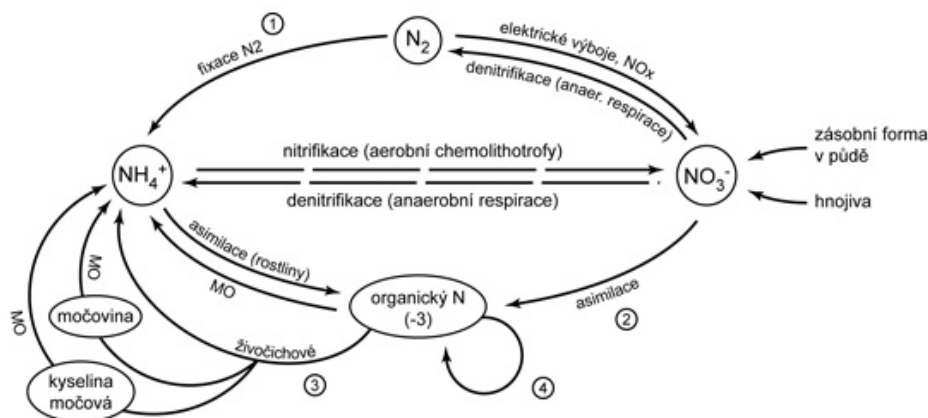 ①
N₂
elektrické výboje, NOx
fixace N2
denitrifikace (anaer. respirace)
zásobní forma
v půdě
nitrifikace (aerobní chemolithotrofy)
NH₄⁺
NO₃⁻
denitrifikace (anaerobní respirace)
hnojiva
asimilace (rostliny)
MO
MO
MO
organický N
(-3)
asimilace
②
močovina
živočichové
③
④
kyselina
močová